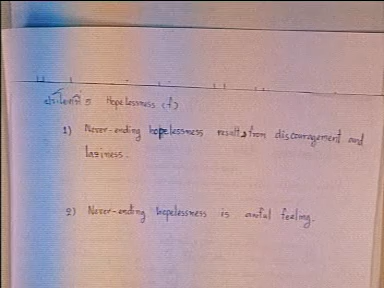 Hopelessness (f)
1) Never-ending hopelessness results from discouragement and
laziness.
2) Never-ending hopelessness is awful feeling.